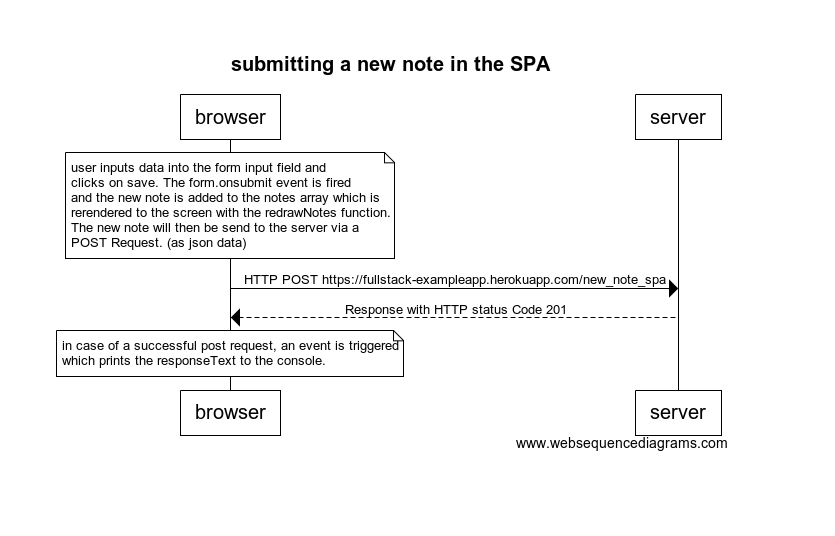 submitting a new note in the SPA
browser
server
user inputs data into the form input field and
clicks on save. The form.onsubmit event is fired
and the new note is added to the notes array which is
rerendered to the screen with the redrawNotes function.
The new note will then be send to the server via a
POST Request. (as json data)
HTTP POST https://fullstack-exampleapp.herokuapp.com/new_note_spa
Response with HTTP status Code 201
in case of a successful post request, an event is triggered
which prints the responseText to the console.
browser
server
www.websequencediagrams.com